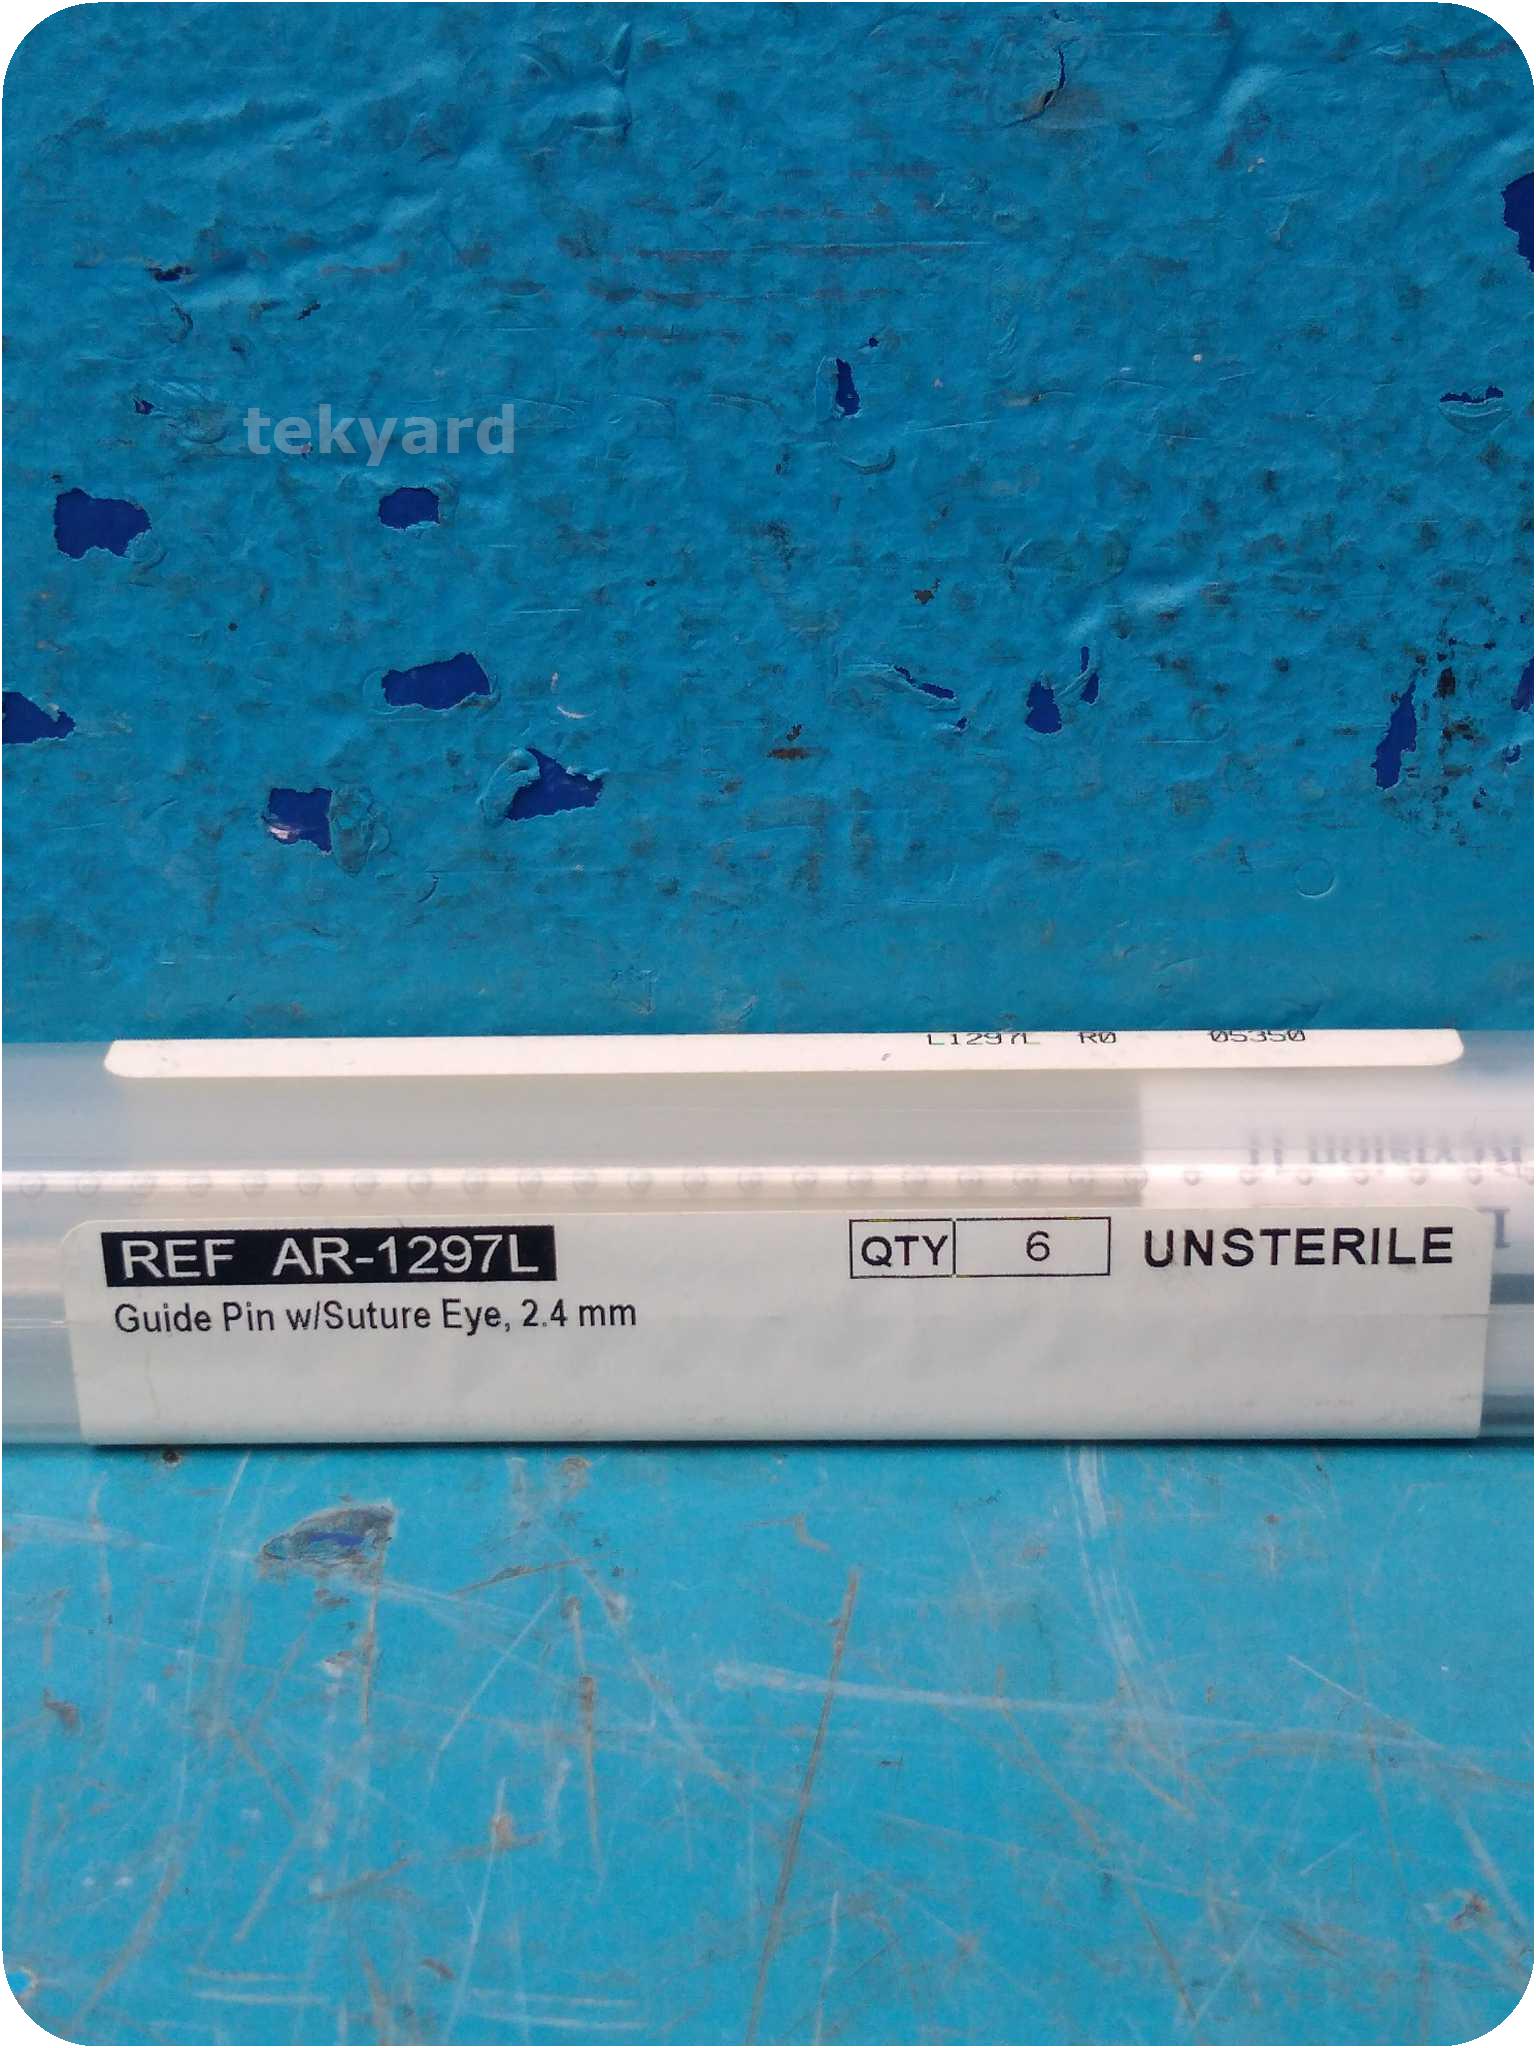 tekyard
L1297L R0 05350
REF AR-1297L
QTY 6 UNSTERILE
Guide Pin w/Suture Eye, 2.4 mm